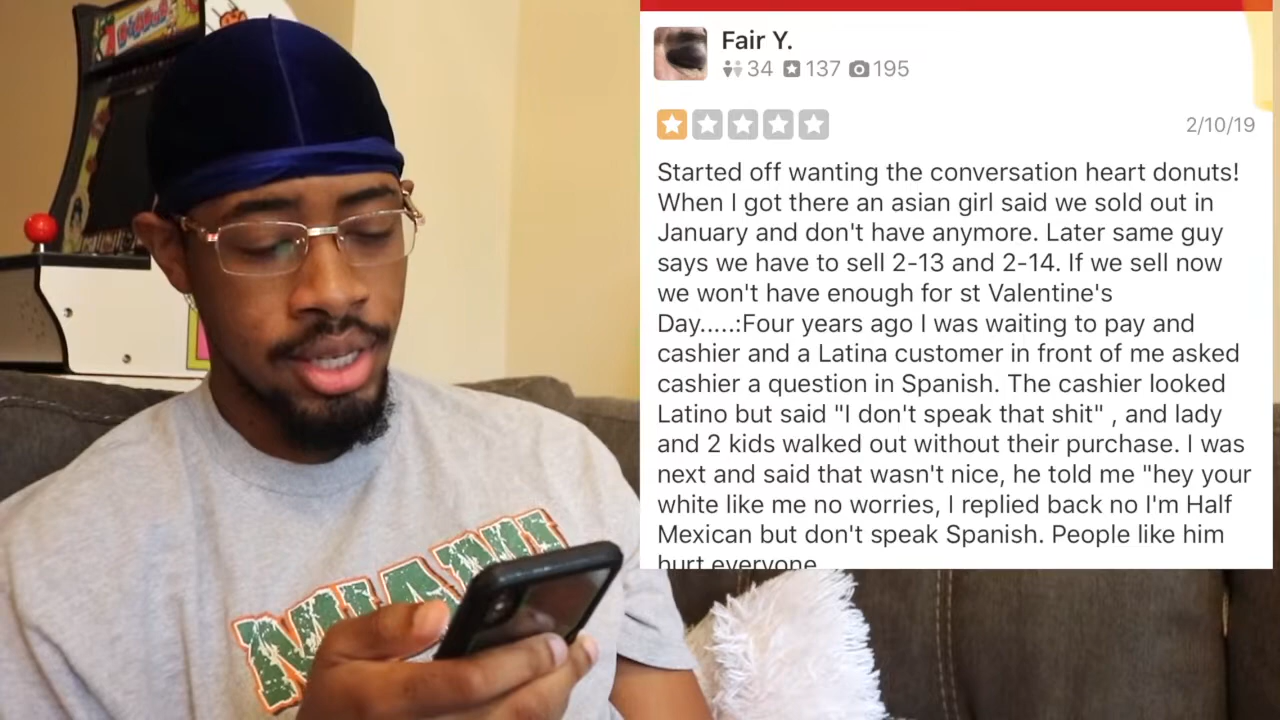 Fair Y.
34 137 195
2/10/19
Started off wanting the conversation heart donuts!
When I got there an asian girl said we sold out in
January and don't have anymore. Later same guy
says we have to sell 2-13 and 2-14. If we sell now
we won't have enough for st Valentine's
Day.....:Four years ago I was waiting to pay and
cashier and a Latina customer in front of me asked
cashier a question in Spanish. The cashier looked
Latino but said "I don't speak that shit" , and lady
and 2 kids walked out without their purchase. I was
next and said that wasn't nice, he told me "hey your
white like me no worries, I replied back no I'm Half
Mexican but don't speak Spanish. People like him
hurt everyone
MIAMI